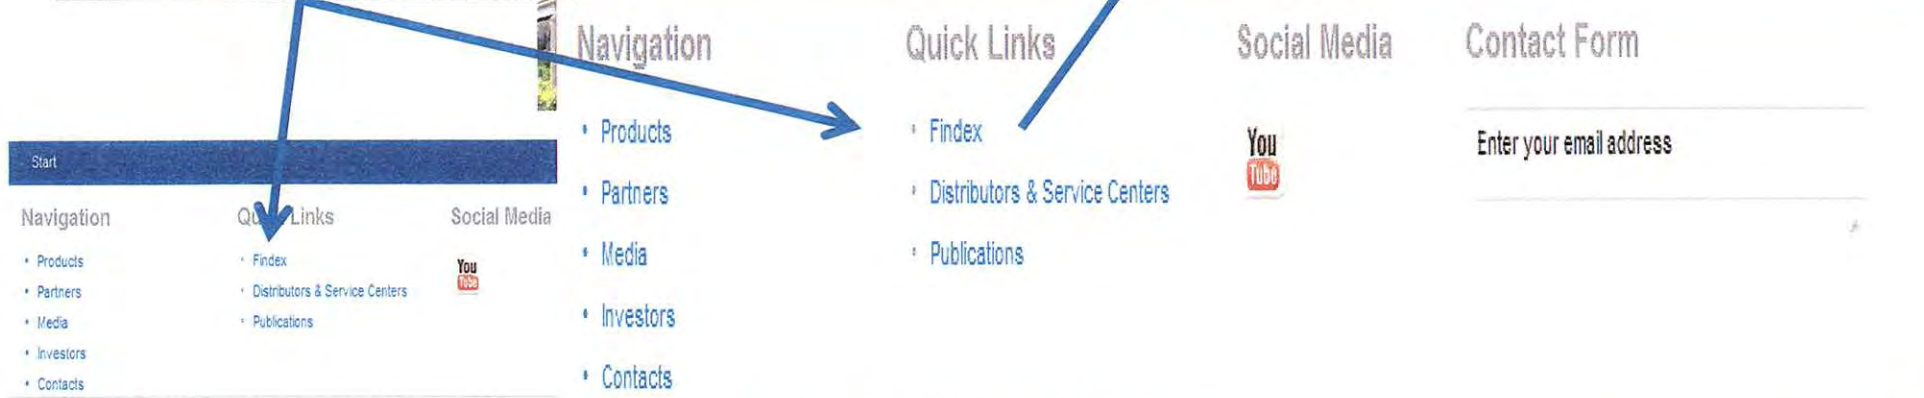 Start
Navigation
Products
Partners
Media
Investors
Contacts
Quick Links
Findex
Distributors & Service Centers
Publications
Social Media
You
Tube
Navigation
Products
Partners
Media
Investors
Contacts
Quick Links
Findex
Distributors & Service Centers
Publications
Social Media
You
Tube
Contact Form
Enter your email address